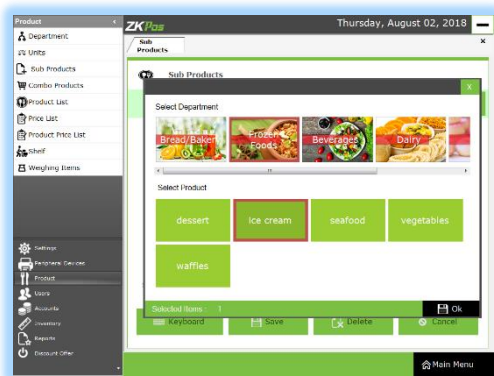 Product
Department
Units
Sub Products
Combo Products
Product List
Price List
Product Price List
Shelf
Weighing Items
Settings
Peripheral Devices
Product
Users
Accounts
Inventory
Reports
Discount Offer
ZKPos
Thursday, August 02, 2018
Sub
Products
x
Sub Products
x
Select Department
Bread/Baker
Frozen
Foods
Beverages
Dairy
Select Product
dessert
ice cream
seafood
vegetables
waffles
Selected Items : 1
Ok
Keyboard
Save
Delete
Cancel
Main Menu